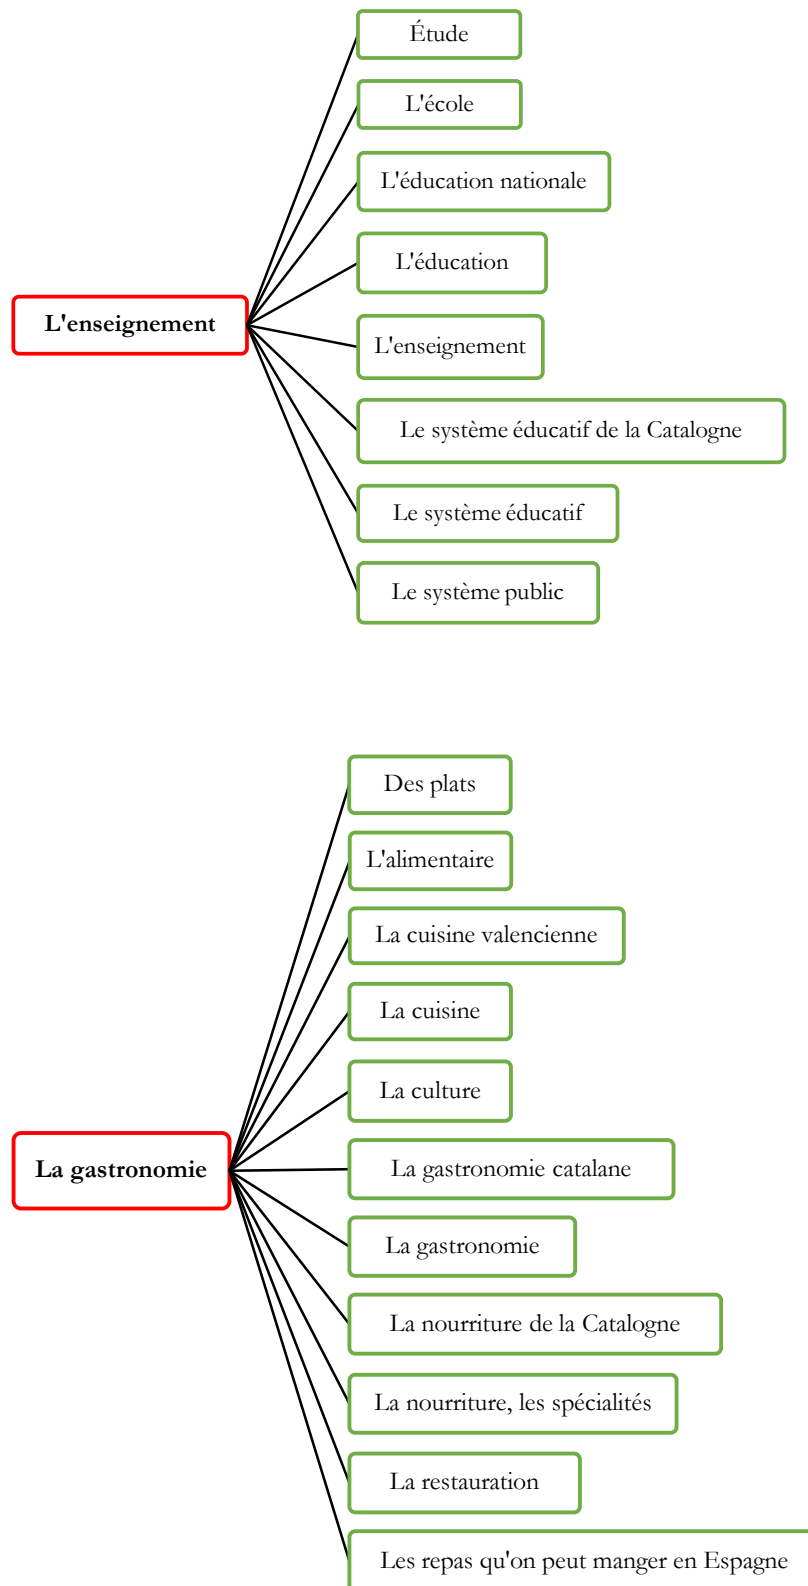 Étude
L'école
L'éducation nationale
L'éducation
L'enseignement
L'enseignement
Le système éducatif de la Catalogne
Le système éducatif
Le système public
Des plats
L'alimentaire
La cuisine valencienne
La cuisine
La culture
La gastronomie
La gastronomie catalane
La gastronomie
La nourriture de la Catalogne
La nourriture, les spécialités
La restauration
Les repas qu'on peut manger en Espagne